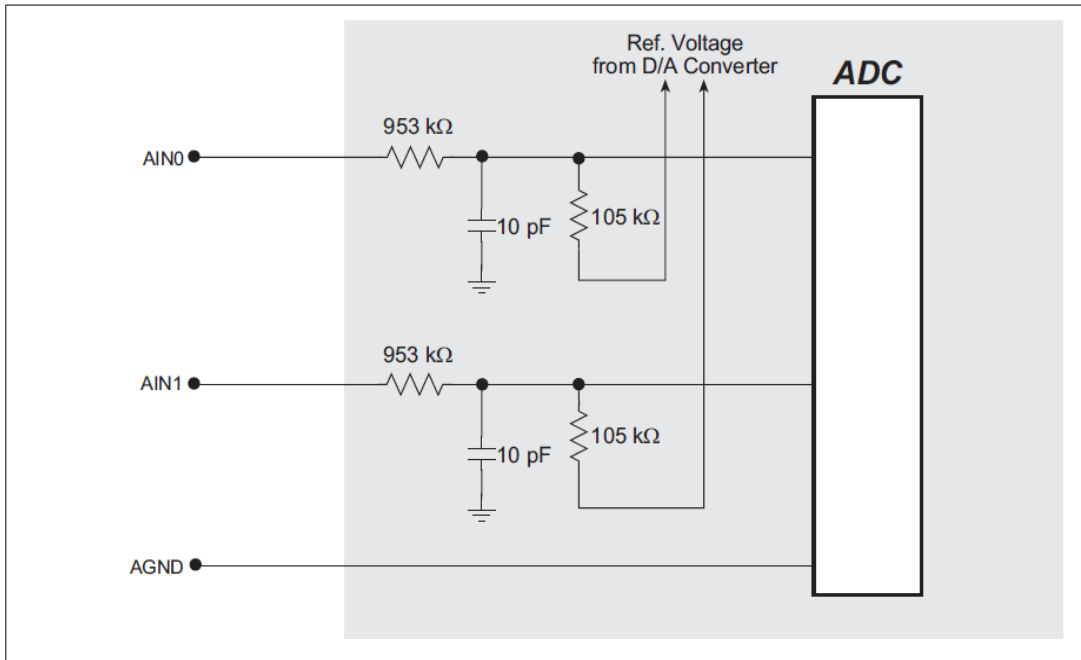 Ref. Voltage
from D/A Converter
ADC
953 kΩ
AIN0
105 kΩ
10 pF
953 kΩ
AIN1
105 kΩ
10 pF
AGND